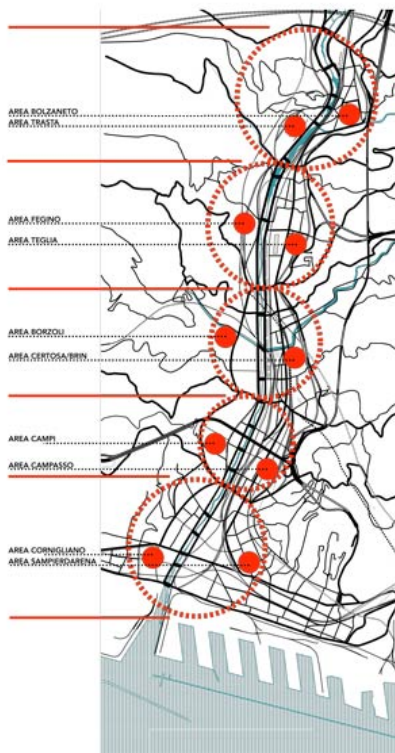 AREA BOLZANETO
AREA TRASTA
AREA FEGINO
AREA TEGLIA
AREA BORZOLI
AREA CERTOSA/BRIN
AREA CAMPI
AREA CAMPASSO
AREA CORNIGLIANO
AREA SAMPIERDARENA